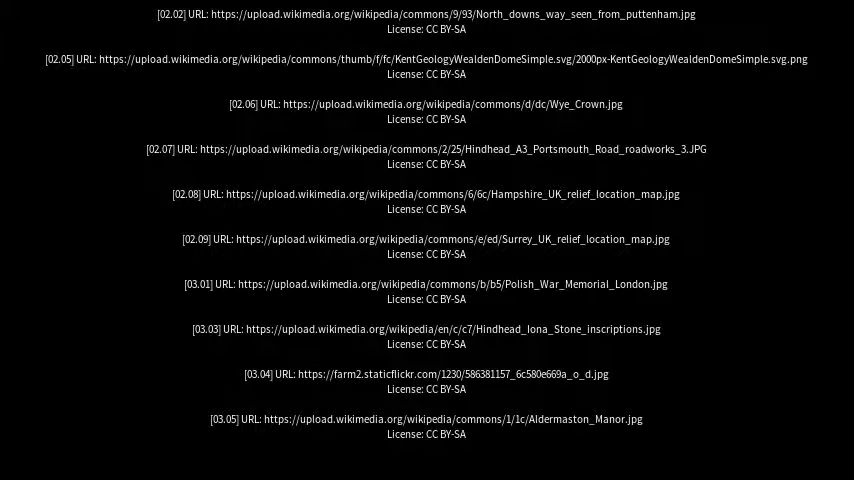 [02.02] URL: https://upload.wikimedia.org/wikipedia/commons/9/93/North_downs_way_seen_from_puttenham.jpg
License: CC BY-SA
[02.05] URL: https://upload.wikimedia.org/wikipedia/commons/thumb/f/fc/KentGeologyWealdenDomeSimple.svg/2000px-KentGeologyWealdenDomeSimple.svg.png
License: CC BY-SA
[02.06] URL: https://upload.wikimedia.org/wikipedia/commons/d/dc/Wye_Crown.jpg
License: CC BY-SA
[02.07] URL: https://upload.wikimedia.org/wikipedia/commons/2/25/Hindhead_A3_Portsmouth_Road_roadworks_3.JPG
License: CC BY-SA
[02.08] URL: https://upload.wikimedia.org/wikipedia/commons/6/6c/Hampshire_UK_relief_location_map.jpg
License: CC BY-SA
[02.09] URL: https://upload.wikimedia.org/wikipedia/commons/e/ed/Surrey_UK_relief_location_map.jpg
License: CC BY-SA
[03.01] URL: https://upload.wikimedia.org/wikipedia/commons/b/b5/Polish_War_Memorial_London.jpg
License: CC BY-SA
[03.03] URL: https://upload.wikimedia.org/wikipedia/en/c/c7/Hindhead_Iona_Stone_inscriptions.jpg
License: CC BY-SA
[03.04] URL: https://farm2.staticflickr.com/1230/586381157_6c580e669a_o_d.jpg
License: CC BY-SA
[03.05] URL: https://upload.wikimedia.org/wikipedia/commons/1/1c/Aldermaston_Manor.jpg
License: CC BY-SA